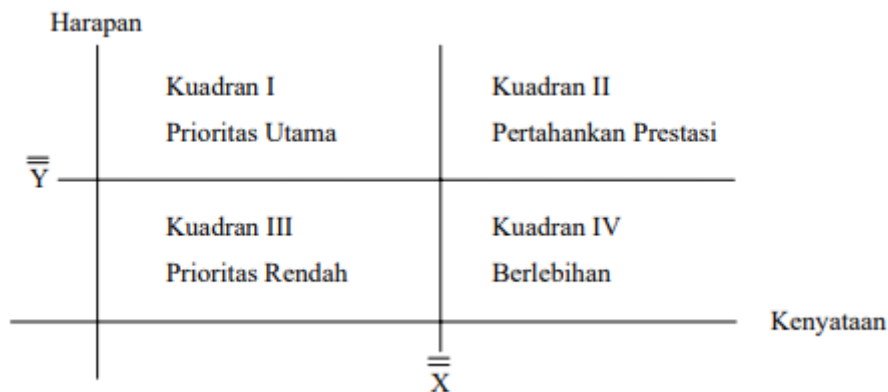 Harapan
Kuadran I
Prioritas Utama
Kuadran II
Pertahankan Prestasi
Y
Kuadran III
Prioritas Rendah
Kuadran IV
Berlebihan
Kenyataan
X